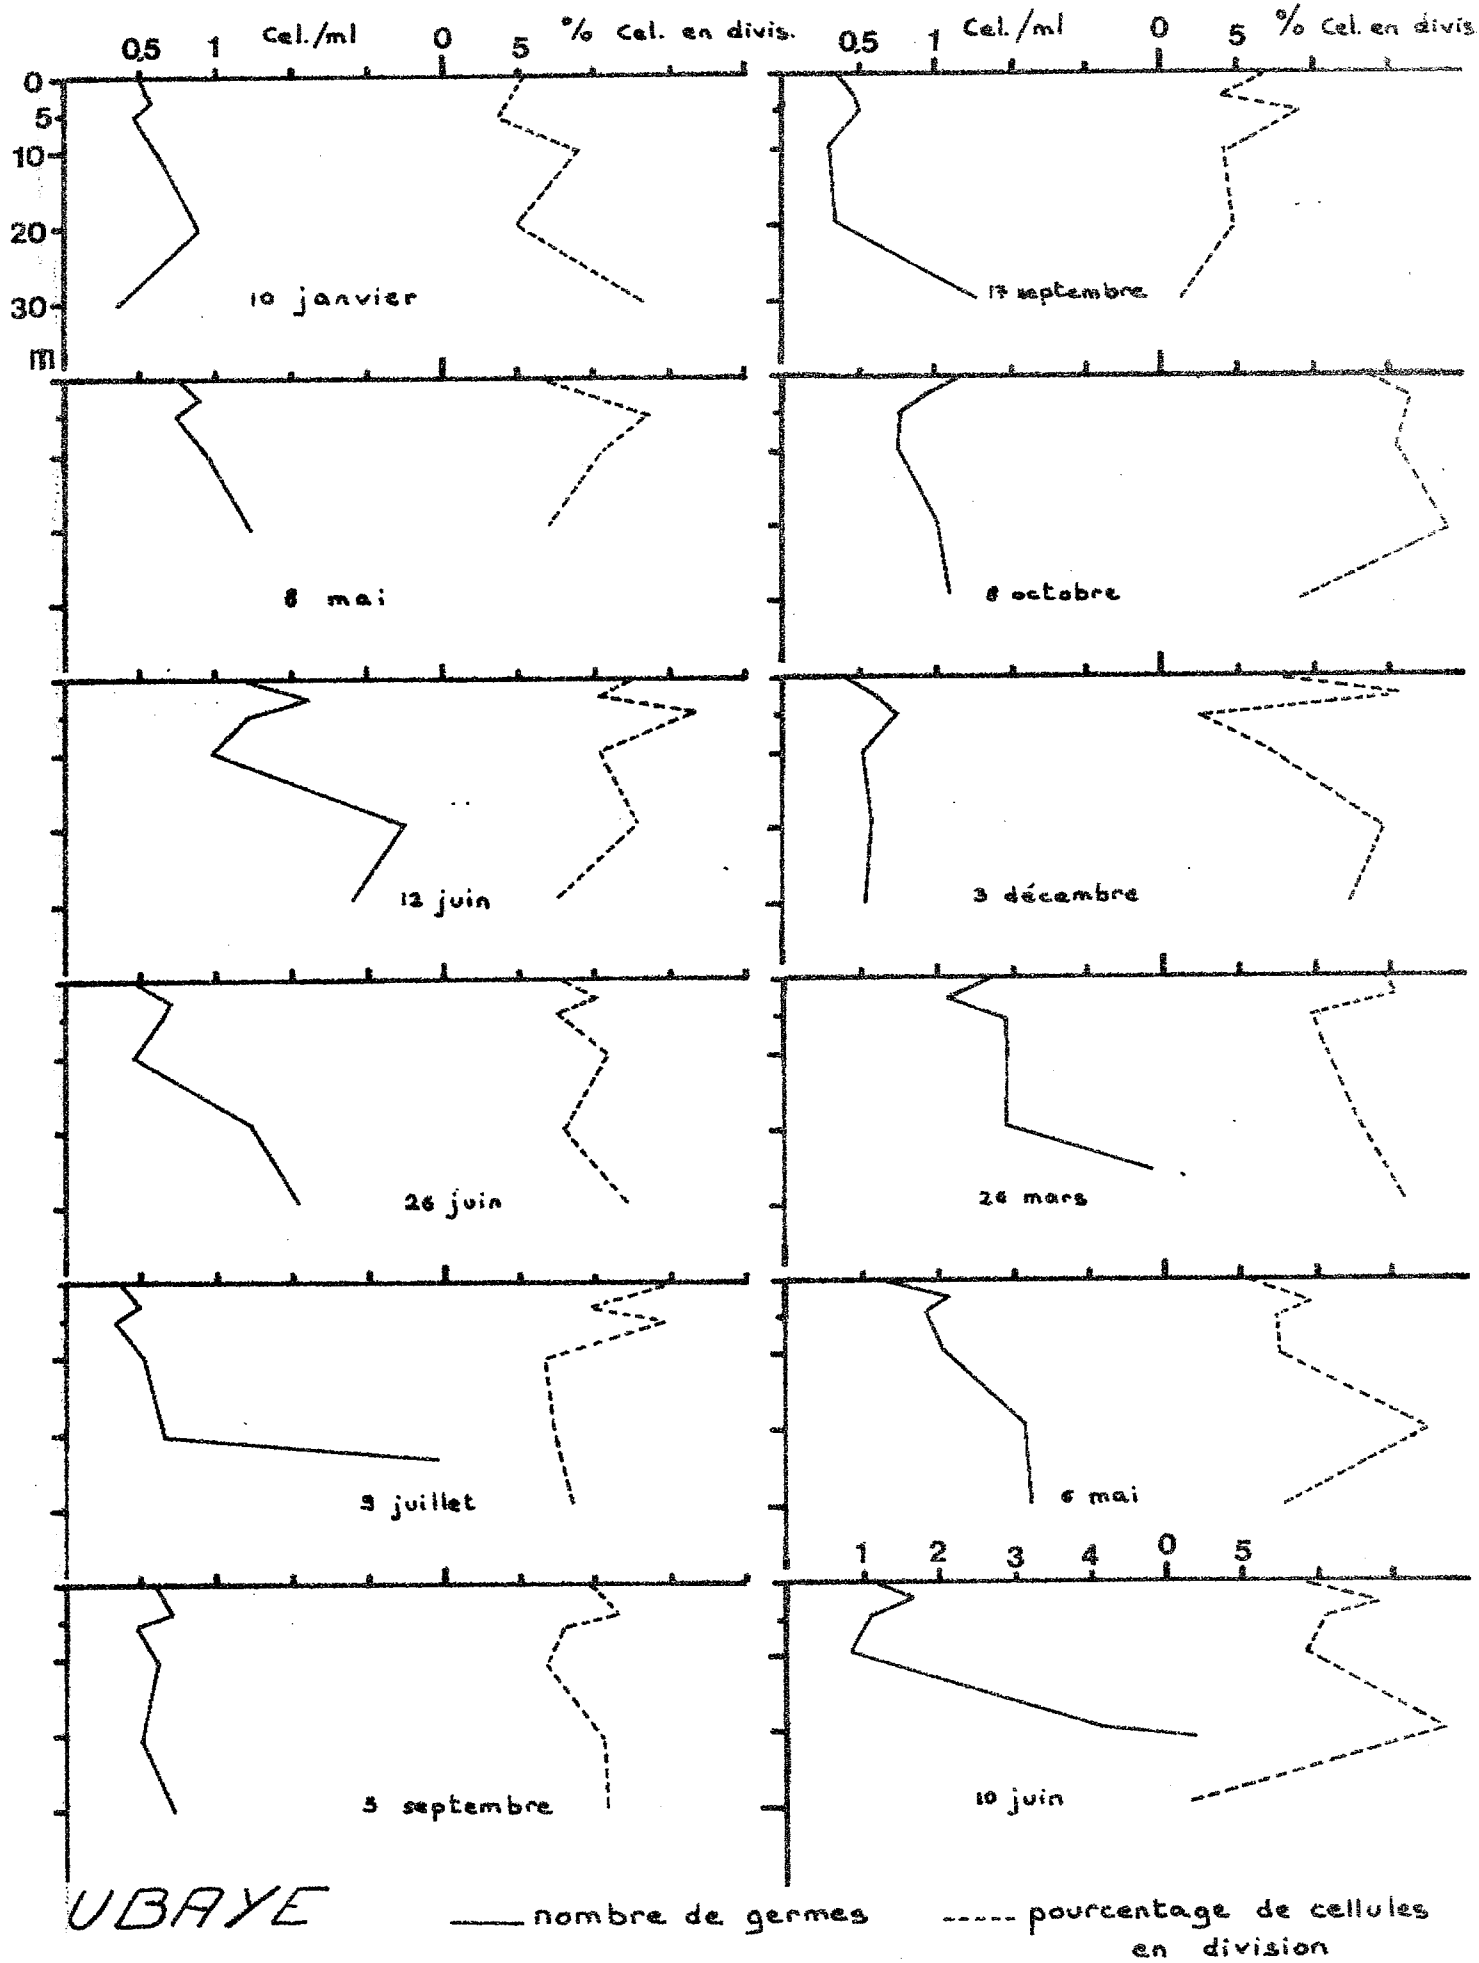 0.5 1 Cel./ml 0 5 % Cel. en divis.
0
5
10
20
30
m
10 janvier
8 mai
12 juin
26 juin
9 juillet
5 septembre
0.5 1 Cel./ml 0 5 % Cel. en divis.
17 septembre
8 octobre
3 décembre
26 mars
6 mai
1 2 3 4 0 5
10 juin
UBAYE
nombre de germes
pourcentage de cellules
en division